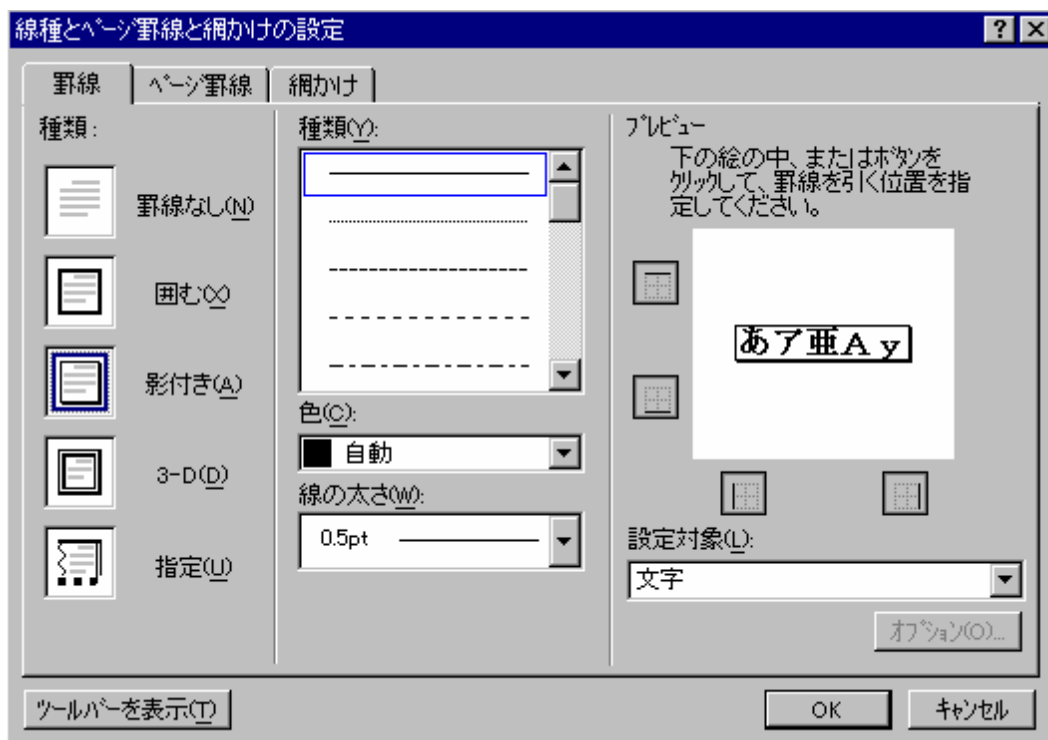 線種とページ罫線と網かけの設定
罫線
ページ罫線
網かけ
種類:
罫線なし(N)
囲む(X)
影付き(A)
3-D(D)
指定(U)
種類(Y):
色(C):
自動
線の太さ(W):
0.5pt
プレビュー
下の絵の中、またはボタンを
クリックして、罫線を引く位置を指
定してください。
あア亜Ay
設定対象(L):
文字
オプション(O)...
ツールバーを表示(T)
OK
キャンセル